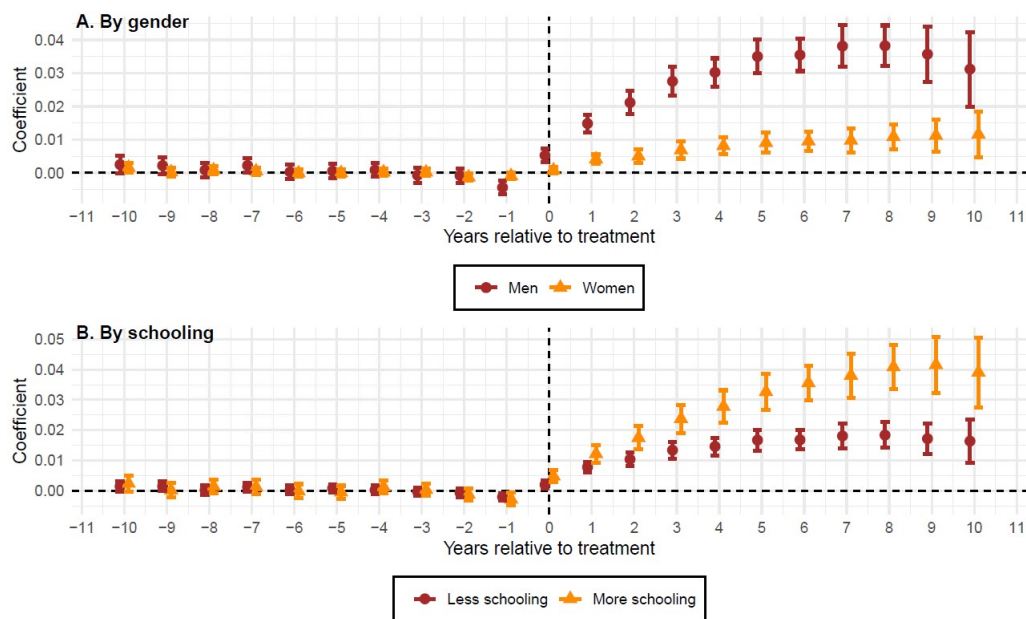 A. By gender
0.04
0.03
0.02
0.01
0.00
Coefficient
−11 −10 −9 −8 −7 −6 −5 −4 −3 −2 −1 0 1 2 3 4 5 6 7 8 9 10 11
Years relative to treatment
Men Women
B. By schooling
0.05
0.04
0.03
0.02
0.01
0.00
Coefficient
−11 −10 −9 −8 −7 −6 −5 −4 −3 −2 −1 0 1 2 3 4 5 6 7 8 9 10 11
Years relative to treatment
Less schooling More schooling